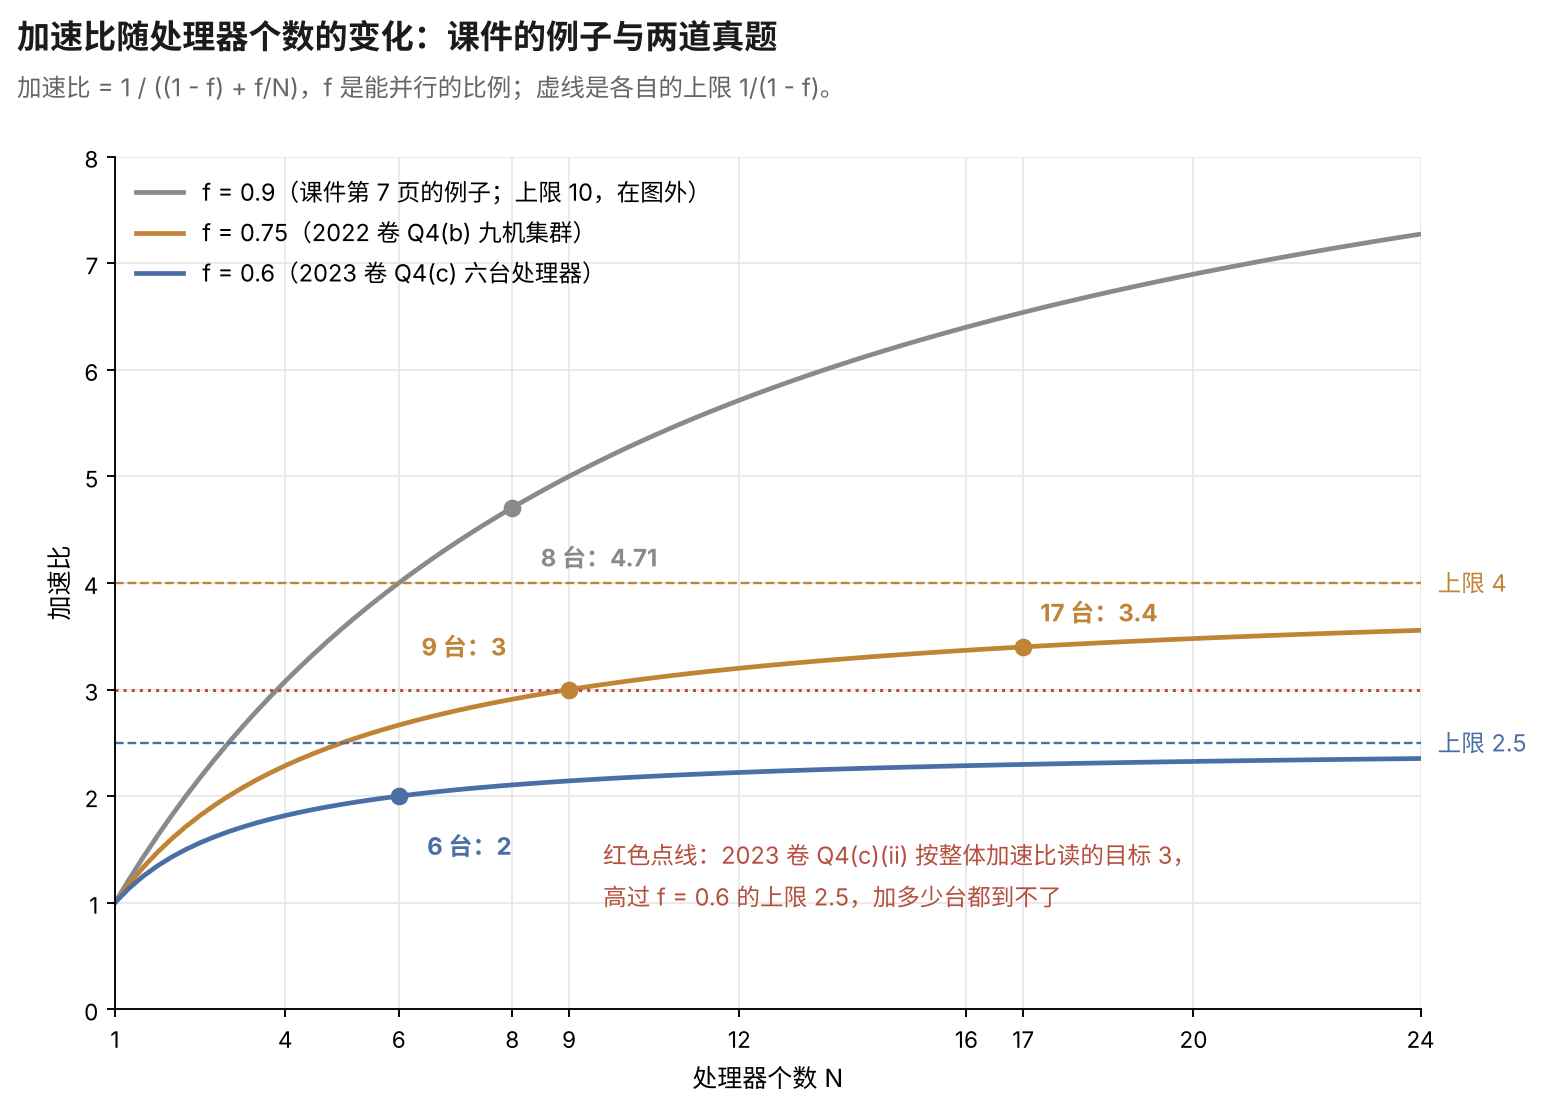 加速比随处理器个数的变化：课件的例子与两道真题
加速比 = 1 / ((1 - f) + f/N)，f 是能并行的比例；虚线是各自的上限 1/(1 - f)。
f = 0.9（课件第 7 页的例子；上限 10，在图外）
f = 0.75（2022 卷 Q4(b) 九机集群）
f = 0.6（2023 卷 Q4(c) 六台处理器）
8
7
6
5
4
3
2
1
0
加速比
8 台：4.71
上限 4
17 台：3.4
9 台：3
上限 2.5
6 台：2
红色点线：2023 卷 Q4(c)(ii) 按整体加速比读的目标 3，
高过 f = 0.6 的上限 2.5，加多少台都到不了
1 4 6 8 9 12 16 17 20 24
处理器个数 N